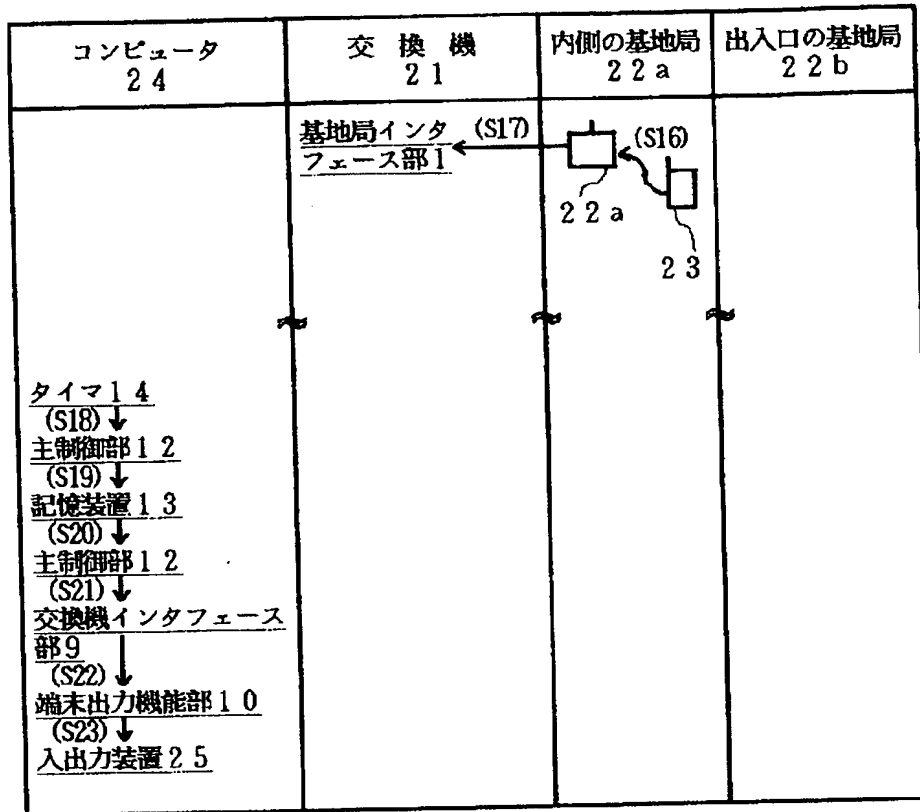 コンピュータ
２４
交 換 機
２１
内側の基地局
２２ａ
出入口の基地局
２２ｂ
基地局インタ
フェース部１
(S17)
(S16)
２２ａ
２３
タイマ１４
(S18)
主制御部１２
(S19)
記憶装置１３
(S20)
主制御部１２
(S21)
交換機インタフェース
部９
(S22)
端末出力機能部１０
(S23)
入出力装置２５